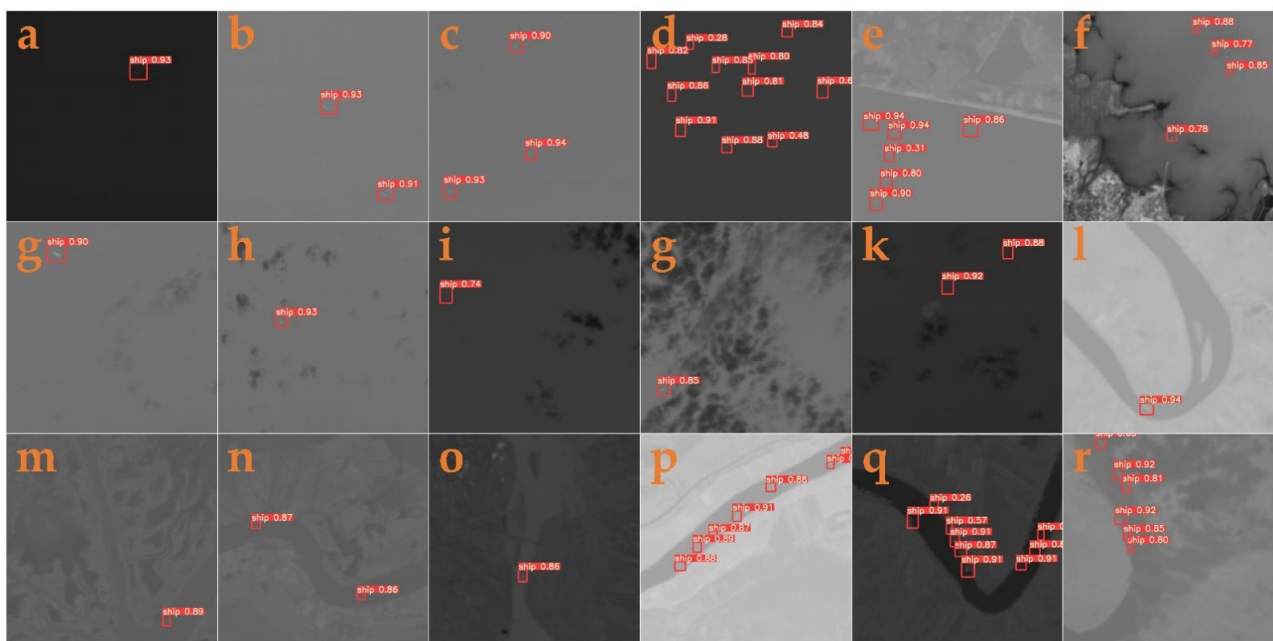 a
ship 0.93
b
ship 0.93
ship 0.91
c
ship 0.90
ship 0.94
ship 0.93
d
ship 0.84
ship 0.28
ship 0.82
ship 0.80
ship 0.86
ship 0.81
ship
ship 0.91
ship 0.88
ship 0.48
e
ship 0.94
ship 0.86
ship 0.94
ship 0.31
ship 0.80
ship 0.90
f
ship 0.88
ship 0.77
ship 0.85
ship 0.78
g
ship 0.90
h
ship 0.93
i
ship 0.74
g
ship 0.85
k
ship 0.88
ship 0.92
l
ship 0.94
m
ship 0.89
n
ship 0.87
ship 0.86
o
ship 0.86
p
ship 0.88
ship 0.91
ship 0.87
ship 0.89
ship 0.88
q
ship 0.26
ship 0.91
ship 0.57
ship 0.91
ship 0.87
ship 0.91
ship 0.91
r
ship 0.92
ship 0.81
ship 0.92
ship 0.85
ship 0.80